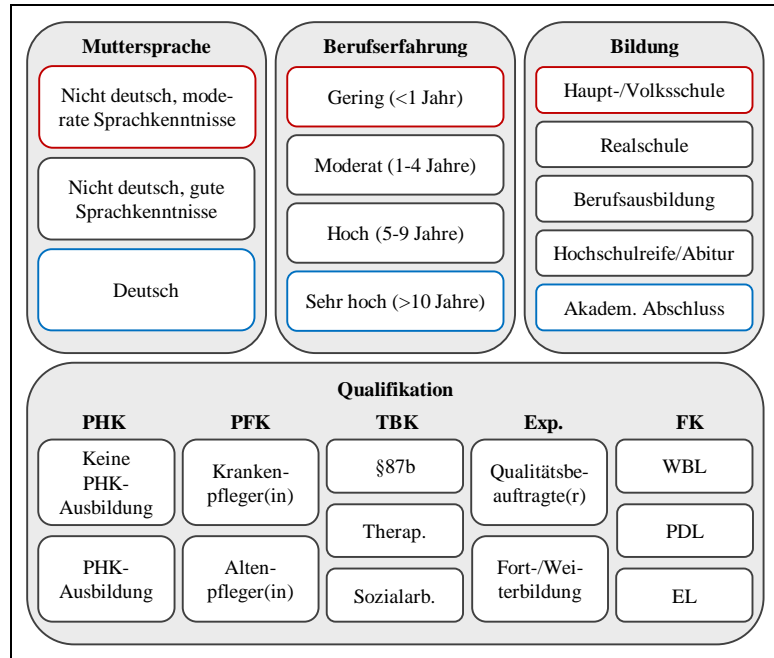 Muttersprache
Nicht deutsch, mode-
rate Sprachkenntnisse
Nicht deutsch, gute
Sprachkenntnisse
Deutsch
Berufserfahrung
Gering (<1 Jahr)
Moderat (1-4 Jahre)
Hoch (5-9 Jahre)
Sehr hoch (>10 Jahre)
Bildung
Haupt-/Volksschule
Realschule
Berufsausbildung
Hochschulreife/Abitur
Akadem. Abschluss
Qualifikation
PHK
Keine
PHK-
Ausbildung
PHK-
Ausbildung
PFK
Kranken-
pfleger(in)
Alten-
pfleger(in)
TBK
§87b
Therap.
Sozialarb.
Exp.
Qualitätsbe-
auftragte(r)
Fort-/Wei-
terbildung
FK
WBL
PDL
EL